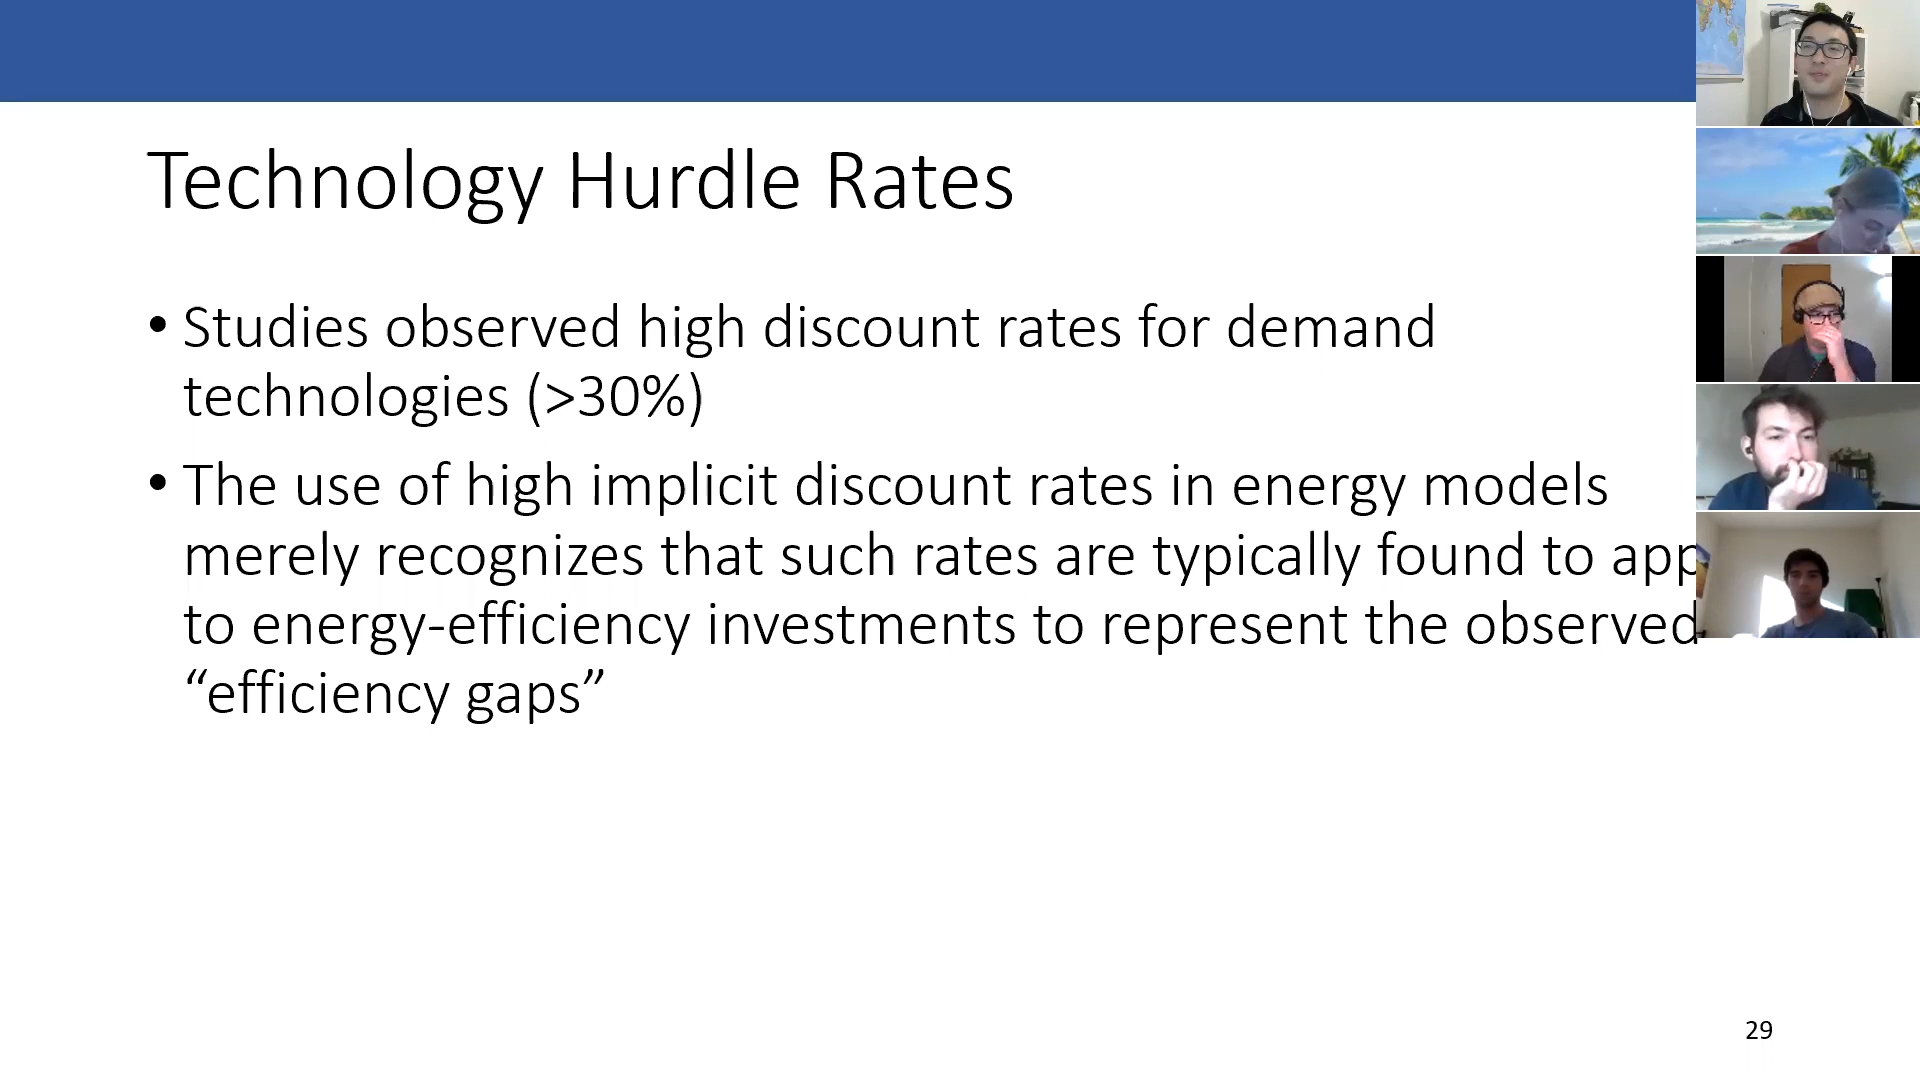 Technology Hurdle Rates
• Studies observed high discount rates for demand
technologies (>30%)
• The use of high implicit discount rates in energy models
merely recognizes that such rates are typically found to app
to energy-efficiency investments to represent the observed
“efficiency gaps”
29